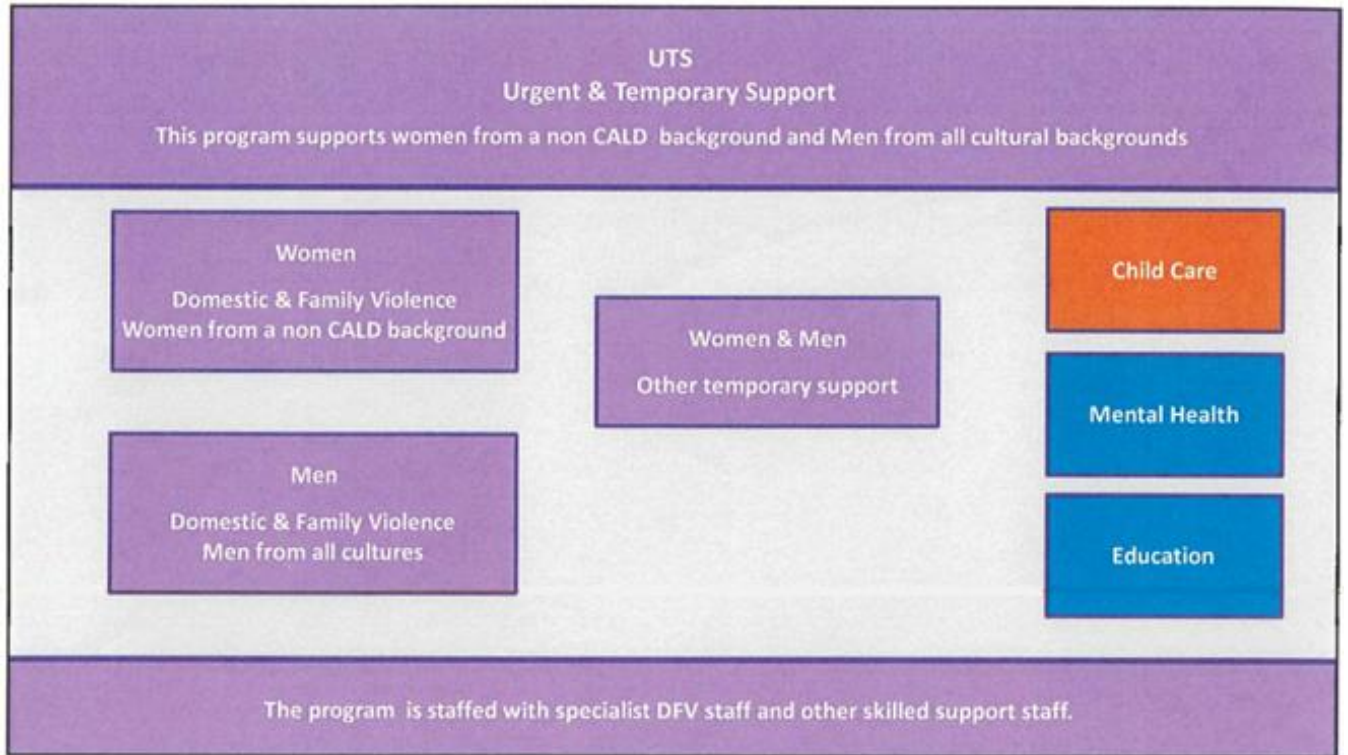 UTS
Urgent & Temporary Support
This program supports women from a non CALD background and Men from all cultural backgrounds
Women
Domestic & Family Violence
Women from a non CALD background
Men
Domestic & Family Violence
Men from all cultures
Women & Men
Other temporary support
Child Care
Mental Health
Education
The program is staffed with specialist DFV staff and other skilled support staff.